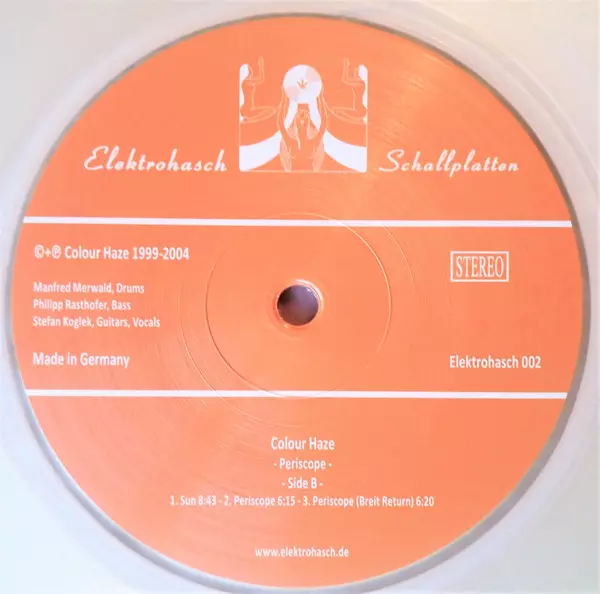 Elektrohasch Schallplatten
©+℗ Colour Haze 1999-2004
STEREO
Manfred Merwald, Drums
Philipp Rasthofer, Bass
Stefan Koglek, Guitars, Vocals
Made in Germany
Elektrohasch 002
Colour Haze
- Periscope -
- Side B -
1. Sun 8:43 - 2. Periscope 6:15 - 3. Periscope (Breit Return) 6:20
www.elektrohasch.de